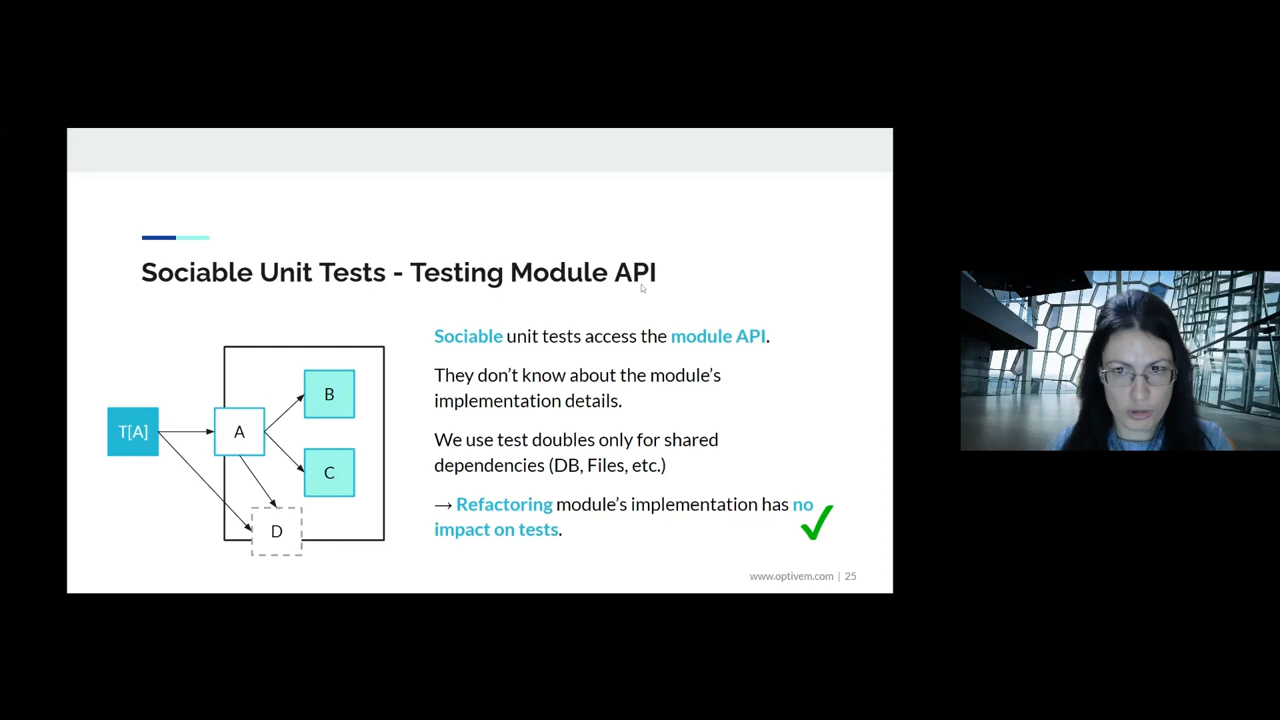 Sociable Unit Tests - Testing Module API
Sociable unit tests access the module API.
They don't know about the module's
implementation details.
We use test doubles only for shared
dependencies (DB, Files, etc.)
→ Refactoring module's implementation has no
impact on tests.
T[A]
A
B
C
D
www.optivem.com | 25